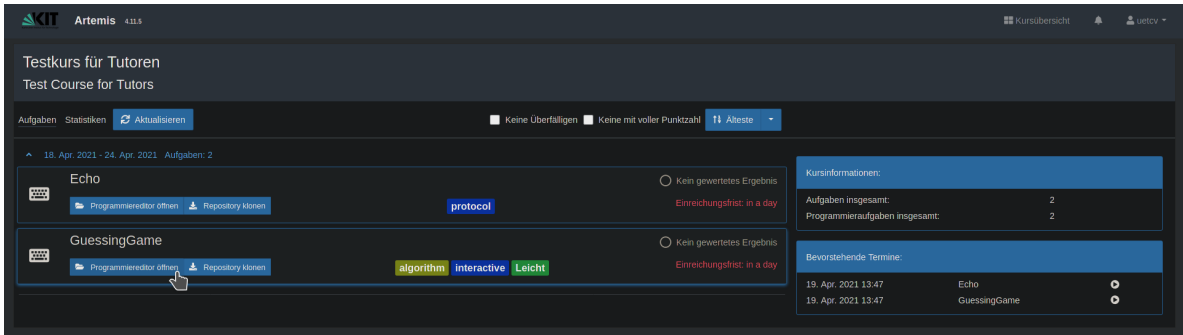 KIT Artemis 4.11.5 Kursübersicht uetcv
Testkurs für Tutoren
Test Course for Tutors
Aufgaben Statistiken Aktualisieren Keine Überfälligen Keine mit voller Punktzahl Älteste
18. Apr. 2021 - 24. Apr. 2021 Aufgaben: 2
Echo
Kein gewertetes Ergebnis
Programmiereditor öffnen Repository klonen protocol Einreichungsfrist: in a day
GuessingGame
Kein gewertetes Ergebnis
Programmiereditor öffnen Repository klonen algorithm interactive Leicht Einreichungsfrist: in a day
Kursinformationen:
Aufgaben insgesamt: 2
Programmieraufgaben insgesamt: 2
Bevorstehende Termine:
19. Apr. 2021 13:47 Echo
19. Apr. 2021 13:47 GuessingGame